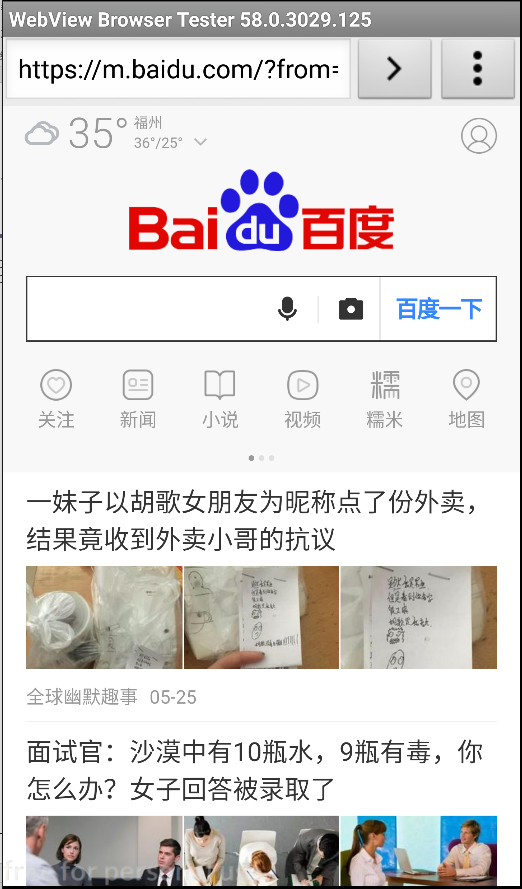 WebView Browser Tester 58.0.3029.125
https://m.baidu.com/?from=
35° 福州
36°/25°
Bai du 百度
百度一下
关注 新闻 小说 视频 糯米 地图
一妹子以胡歌女朋友为昵称点了份外卖，
结果竟收到外卖小哥的抗议
全球幽默趣事 05-25
面试官：沙漠中有10瓶水，9瓶有毒，你
怎么办？女子回答被录取了
free for personal u